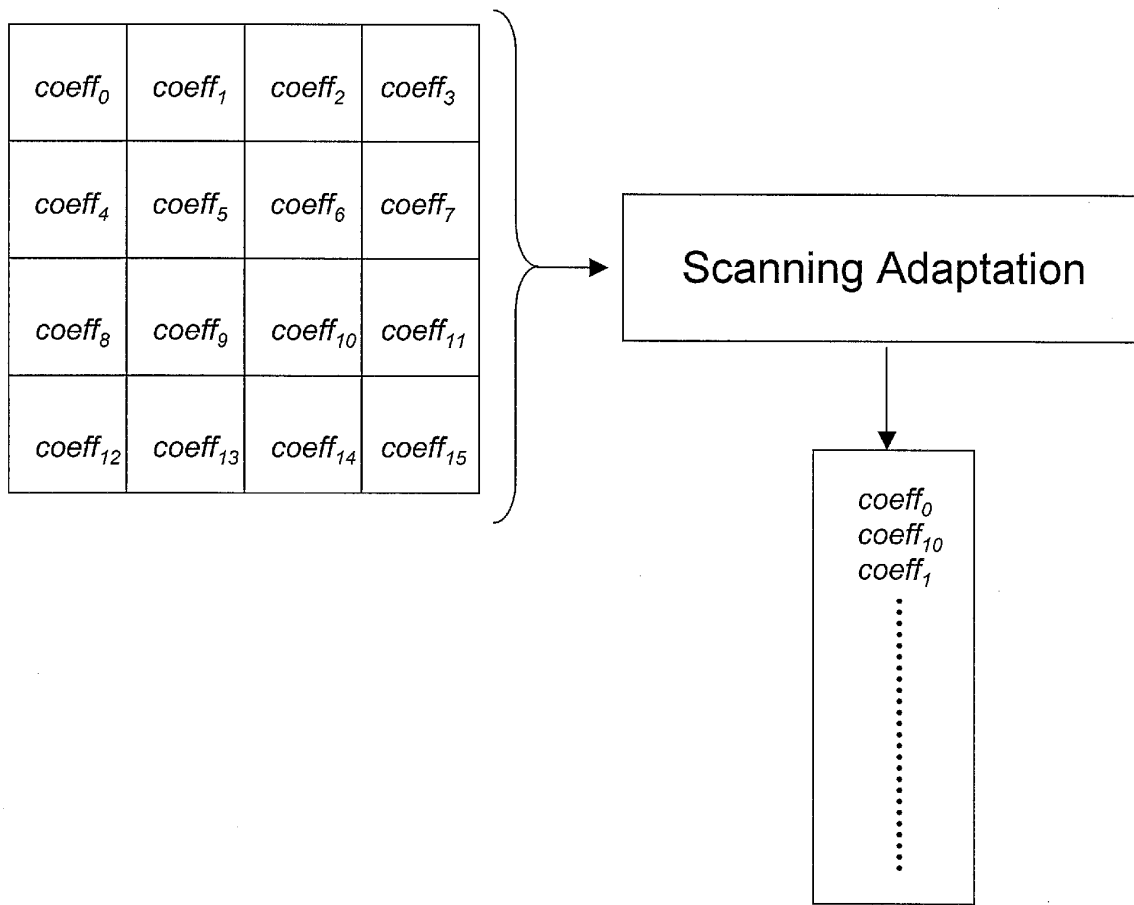 coeff₀ coeff₁ coeff₂ coeff₃
coeff₄ coeff₅ coeff₆ coeff₇
coeff₈ coeff₉ coeff₁₀ coeff₁₁
coeff₁₂ coeff₁₃ coeff₁₄ coeff₁₅
Scanning Adaptation
coeff₀
coeff₁₀
coeff₁